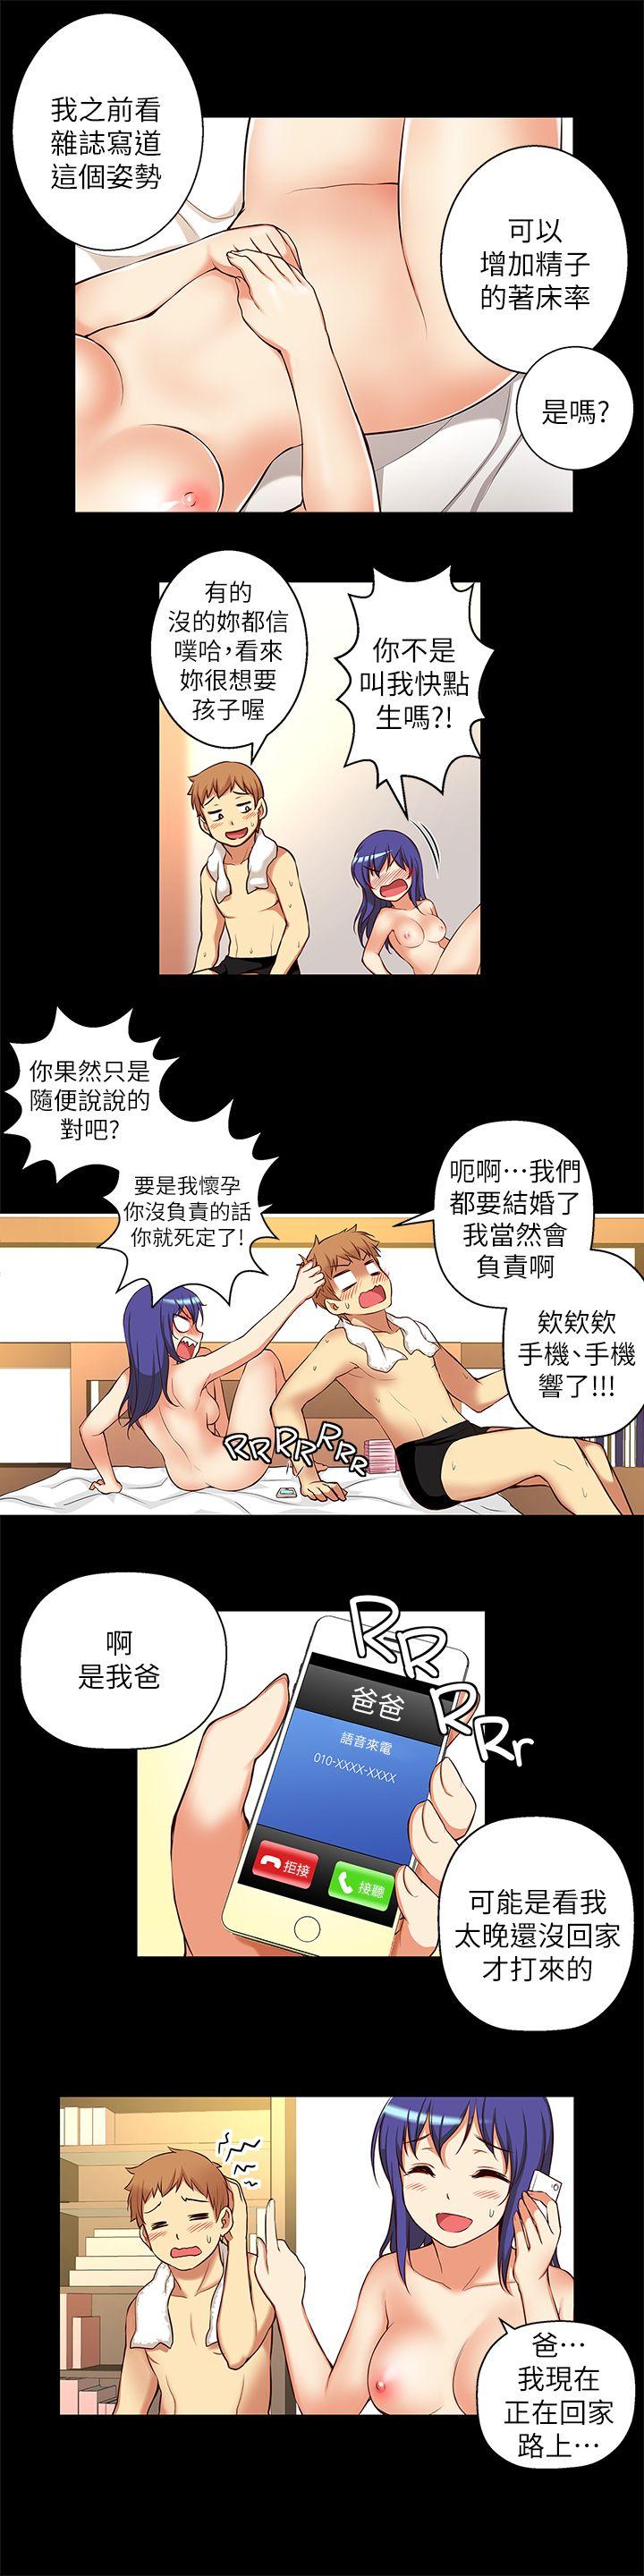 我之前看
雜誌寫道
這個姿勢
可以
增加精子
的著床率
是嗎?
有的
沒的妳都信
噗哈,看來
妳很想要
孩子喔
你不是
叫我快點
生嗎?!
你果然只是
隨便說說的
對吧?
要是我懷孕
你沒負責的話
你就死定了!
呃啊…我們
都要結婚了
我當然會
負責啊
欸欸欸
手機、手機
響了!!!
RRRRRRR
啊
是我爸
RRRRr
爸爸
語音來電
010-XXXX-XXXX
拒接
接聽
可能是看我
太晚還沒回家
才打來的
爸…
我現在
正在回家
路上…